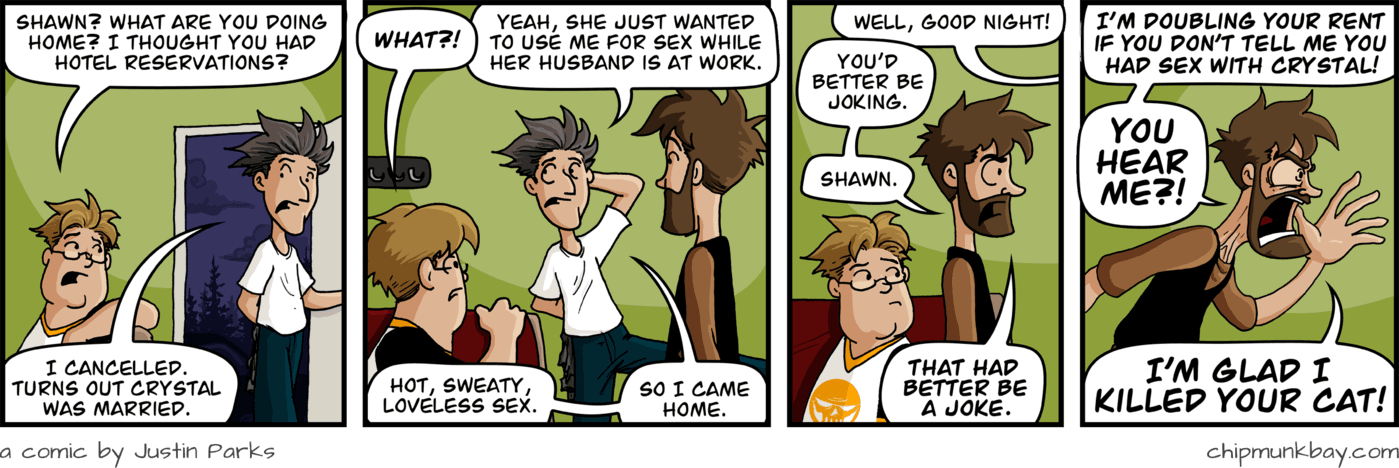 SHAWN? WHAT ARE YOU DOING
HOME? I THOUGHT YOU HAD
HOTEL RESERVATIONS?
I CANCELLED.
TURNS OUT CRYSTAL
WAS MARRIED.
WHAT?!
YEAH, SHE JUST WANTED
TO USE ME FOR SEX WHILE
HER HUSBAND IS AT WORK.
HOT, SWEATY,
LOVELESS SEX.
SO I CAME
HOME.
WELL, GOOD NIGHT!
YOU'D
BETTER BE
JOKING.
SHAWN.
THAT HAD
BETTER BE
A JOKE.
I'M DOUBLING YOUR RENT
IF YOU DON'T TELL ME YOU
HAD SEX WITH CRYSTAL!
YOU
HEAR
ME?!
I'M GLAD I
KILLED YOUR CAT!
a comic by Justin Parks
chipmunkbay.com